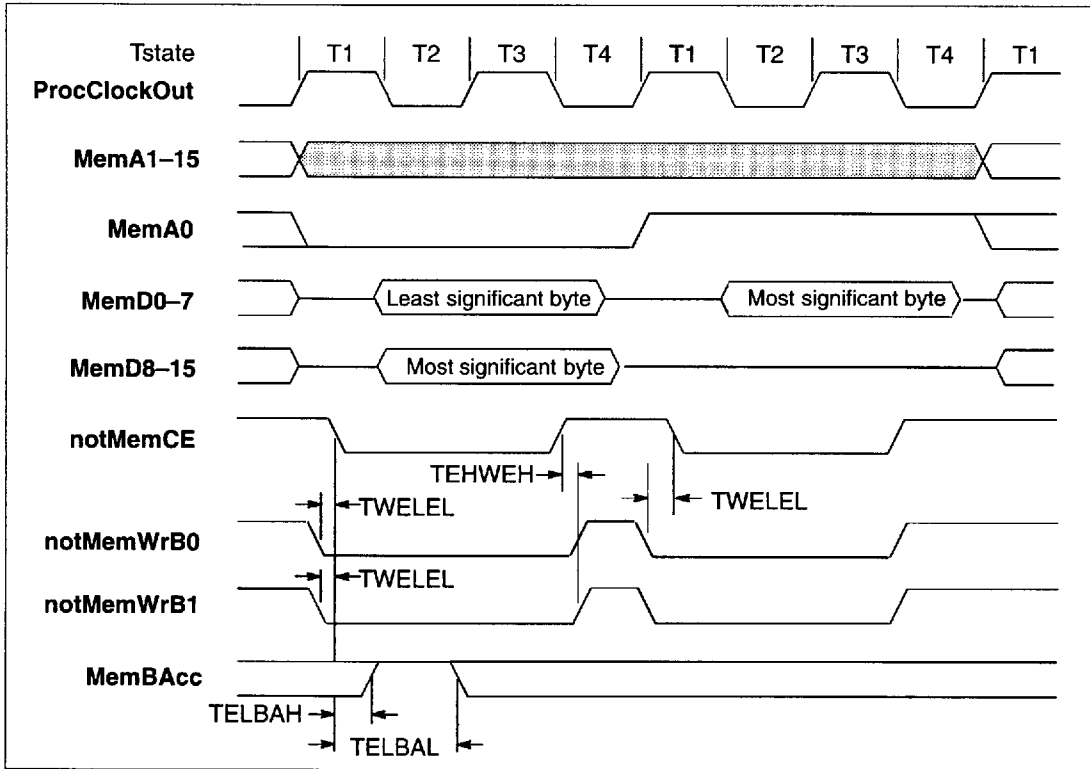 Tstate T1 T2 T3 T4 T1 T2 T3 T4 T1
ProcClockOut
MemA1–15
MemA0
MemD0–7 Least significant byte Most significant byte
MemD8–15 Most significant byte
notMemCE
TEHWEH
TWELEL TWELEL
notMemWrB0
TWELEL
notMemWrB1
MemBAcc
TELBAH
TELBAL